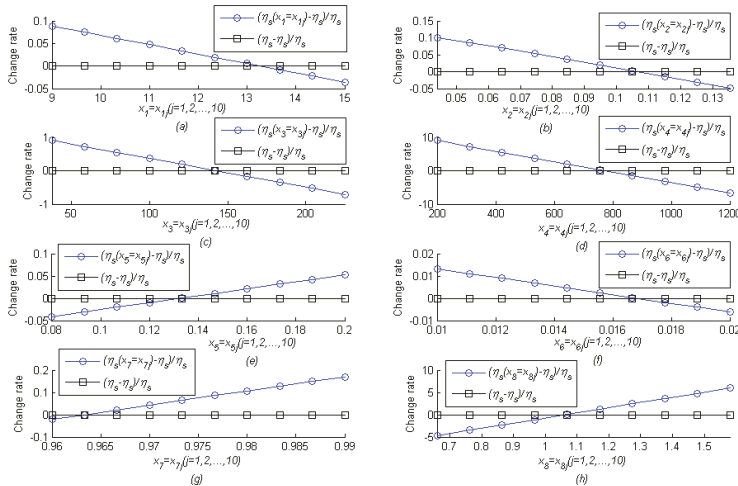 0.1
0.05
0
-0.05
Change rate
(ηs(x1=x1j)-ηs)/ηs
(ηs-ηs)/ηs
9 10 11 12 13 14 15
x1=x1j(j=1,2,...,10)
(a)
0.15
0.1
0.05
0
-0.05
Change rate
(ηs(x2=x2j)-ηs)/ηs
(ηs-ηs)/ηs
0.05 0.06 0.07 0.08 0.09 0.1 0.11 0.12 0.13
x2=x2j(j=1,2,...,10)
(b)
1
0
-1
Change rate
(ηs(x3=x3j)-ηs)/ηs
(ηs-ηs)/ηs
50 100 150 200
x3=x3j(j=1,2,...,10)
(c)
10
0
-10
Change rate
(ηs(x4=x4j)-ηs)/ηs
(ηs-ηs)/ηs
200 400 600 800 1000 1200
x4=x4j(j=1,2,...,10)
(d)
0.1
0.05
0
-0.05
Change rate
(ηs(x5=x5j)-ηs)/ηs
(ηs-ηs)/ηs
0.08 0.1 0.12 0.14 0.16 0.18 0.2
x5=x5j(j=1,2,...,10)
(e)
0.02
0.01
0
-0.01
Change rate
(ηs(x6=x6j)-ηs)/ηs
(ηs-ηs)/ηs
0.01 0.012 0.014 0.016 0.018 0.02
x6=x6j(j=1,2,...,10)
(f)
0.2
0.1
0
-0.1
Change rate
(ηs(x7=x7j)-ηs)/ηs
(ηs-ηs)/ηs
0.96 0.965 0.97 0.975 0.98 0.985 0.99
x7=x7j(j=1,2,...,10)
(g)
10
5
0
-5
Change rate
(ηs(x8=x8j)-ηs)/ηs
(ηs-ηs)/ηs
0.7 0.8 0.9 1 1.1 1.2 1.3 1.4 1.5
x8=x8j(j=1,2,...,10)
(h)